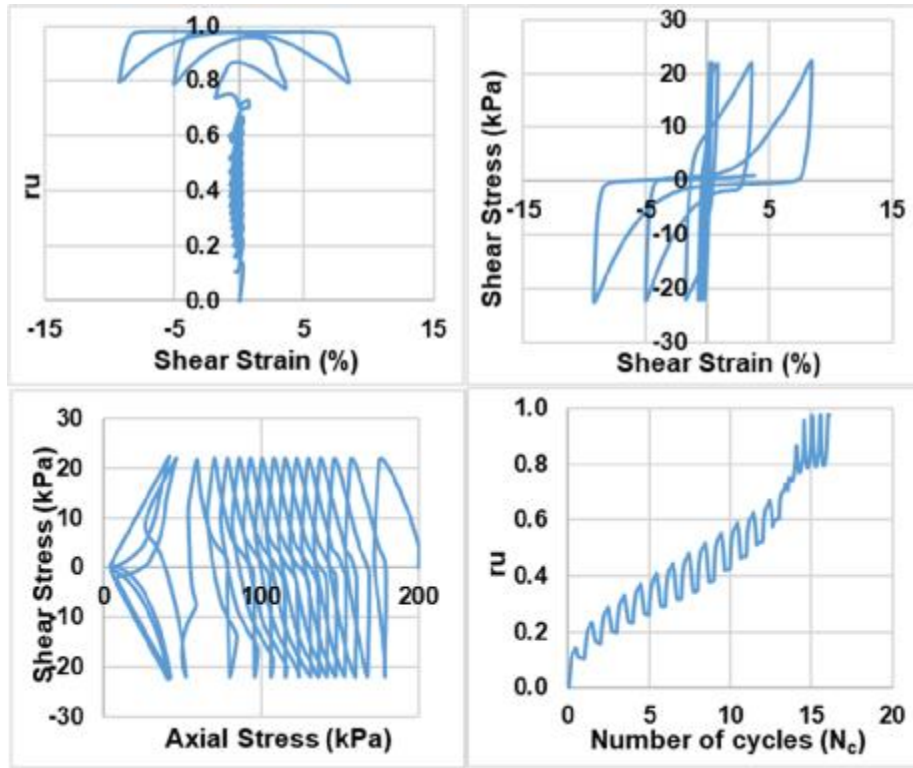 1.0
0.8
0.6
0.4
0.2
0.0
ru
-15 -5 5 15
Shear Strain (%)
30
20
10
0
-10
-20
-30
Shear Stress (kPa)
-15 -5 5 15
Shear Strain (%)
30
20
10
0
-10
-20
-30
Shear Stress (kPa)
0 100 200
Axial Stress (kPa)
1.0
0.8
0.6
0.4
0.2
0.0
ru
0 5 10 15 20
Number of cycles (Nc)